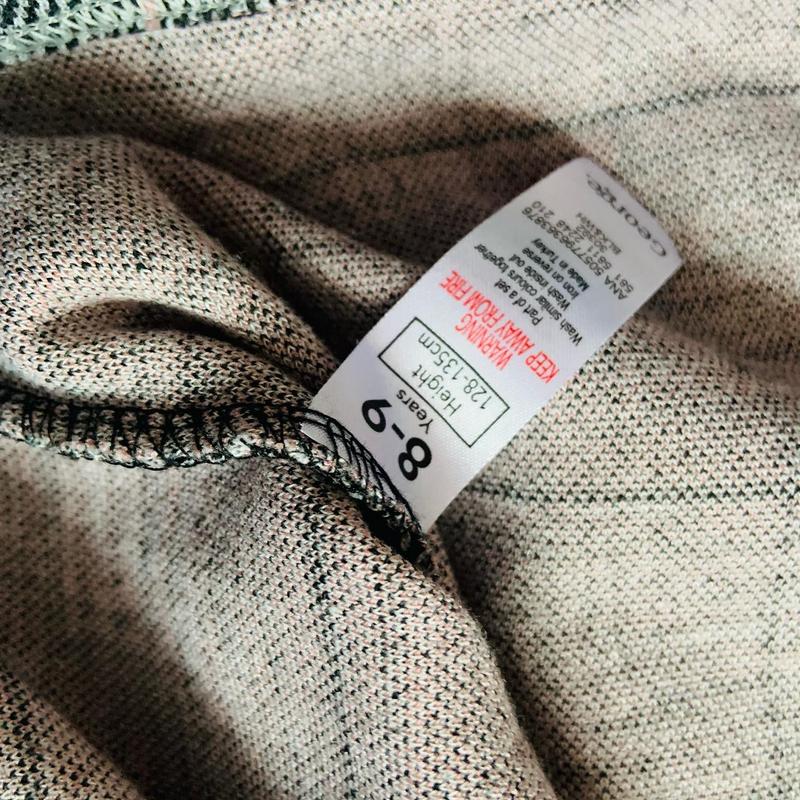 8-9
Years
Height
128-135cm
WARNING
KEEP AWAY FROM FIRE
Part of a set
Wash similar colours together
Wash inside out
Iron on reverse
Made in Turkey
ANA
George